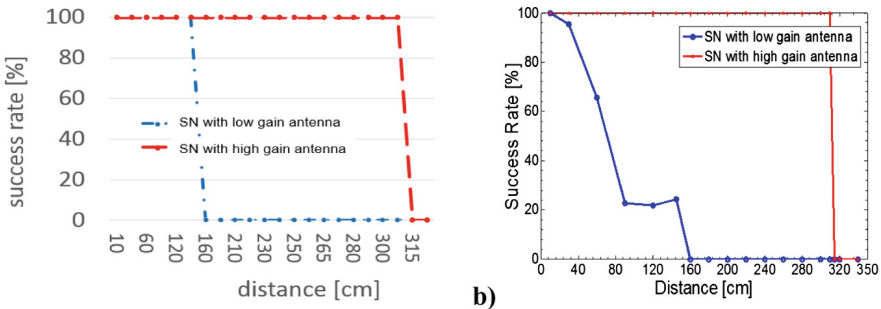 success rate [%]
100
80
60
40
20
0
SN with low gain antenna
SN with high gain antenna
10 60 120 160 210 230 250 265 280 300 315
distance [cm]
b)
Success Rate [%]
100
80
60
40
20
0
SN with low gain antenna
SN with high gain antenna
0 40 80 120 160 200 240 280 320 350
Distance [cm]